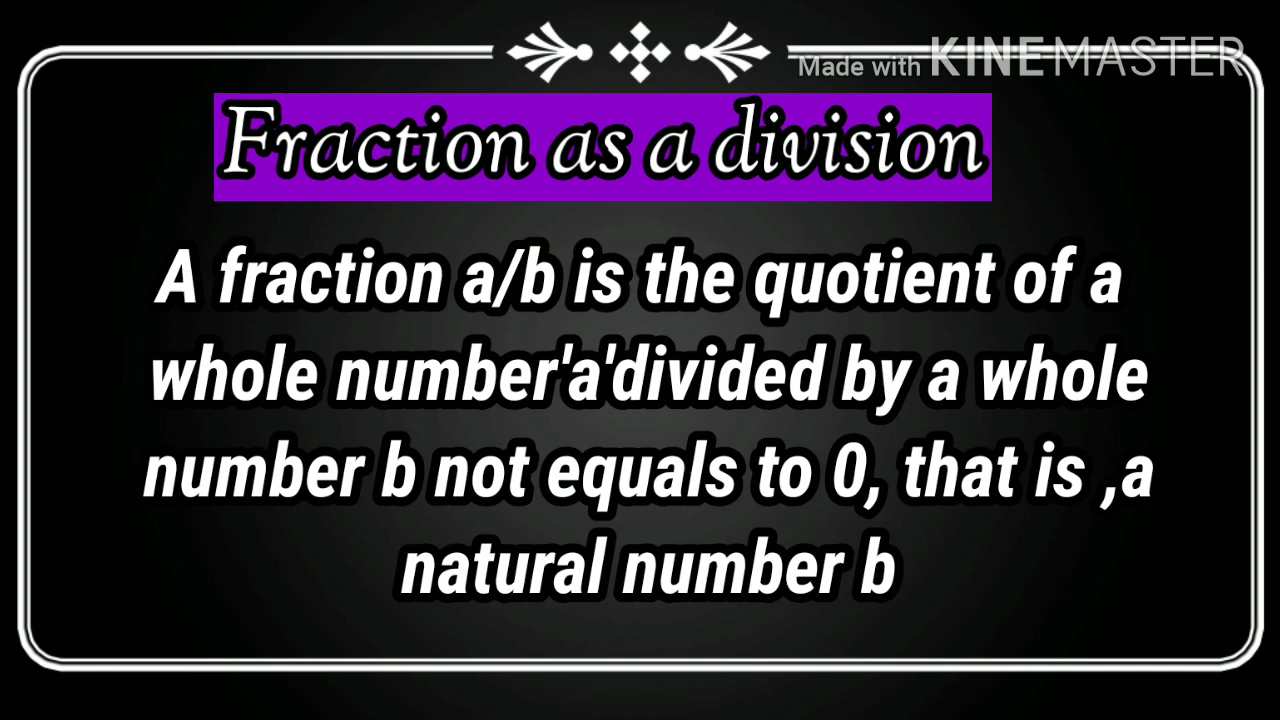 Made with KINEMASTER
Fraction as a division
A fraction a/b is the quotient of a
whole number'a'divided by a whole
number b not equals to 0, that is ,a
natural number b